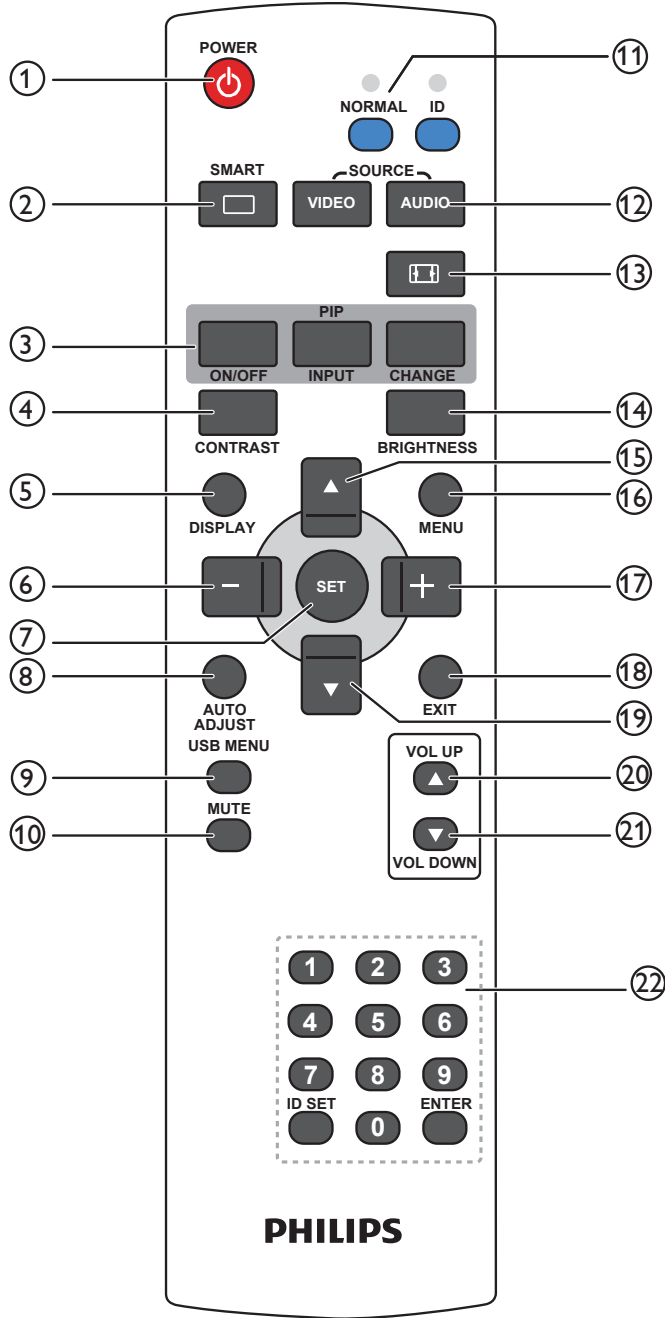 POWER
1
11
NORMAL ID
SMART
SOURCE
2
VIDEO AUDIO
12
13
PIP
3
ON/OFF INPUT CHANGE
4
14
CONTRAST BRIGHTNESS
15
5
16
DISPLAY MENU
6
− SET +
17
7
8
18
AUTO
ADJUST
EXIT
19
USB MENU
VOL UP
9
20
MUTE
10
21
VOL DOWN
1 2 3
22
4 5 6
7 8 9
ID SET ENTER
0
PHILIPS